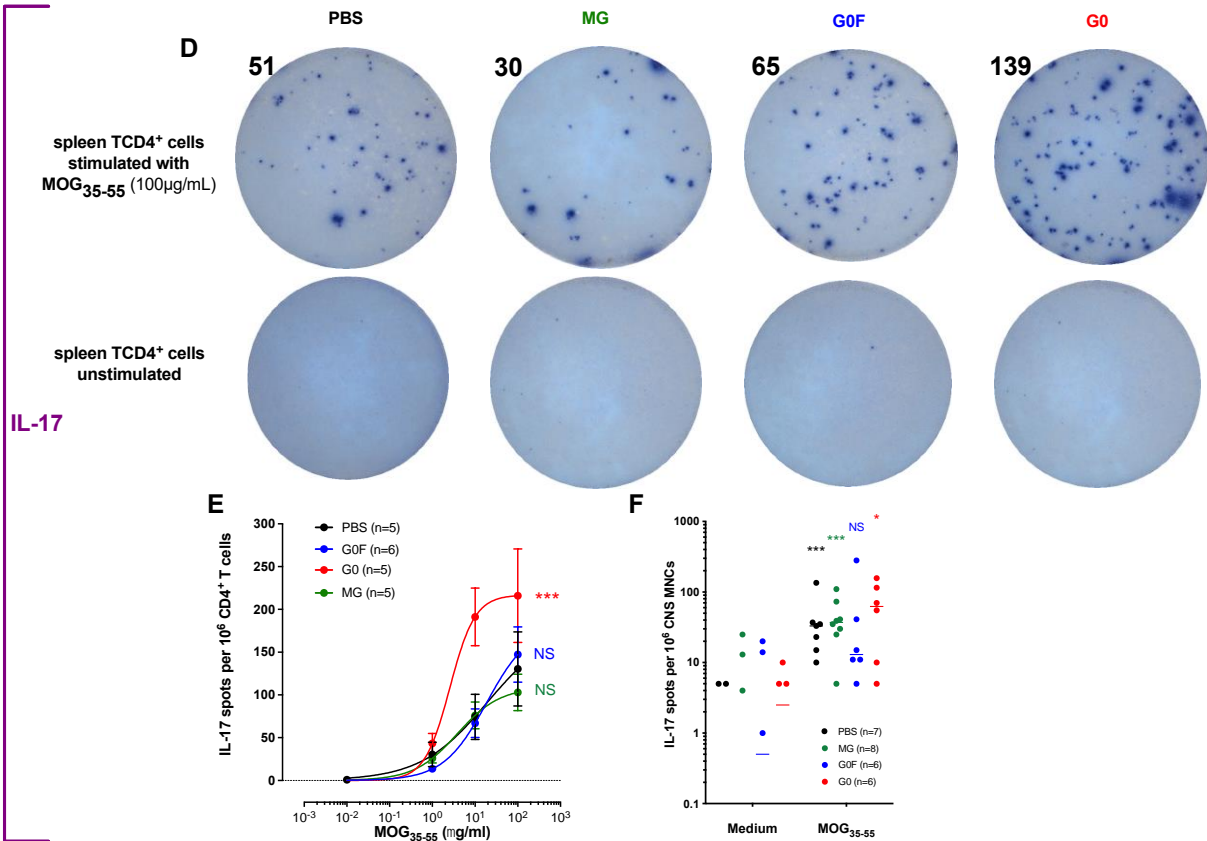 PBS MG G0F G0
D
51 30 65 139
spleen TCD4⁺ cells
stimulated with
MOG₃₅₋₅₅ (100µg/mL)
spleen TCD4⁺ cells
unstimulated
IL-17
E
IL-17 spots per 10⁶ CD4⁺ T cells
300
250
200
150
100
50
0
PBS (n=5)
G0F (n=6)
G0 (n=5)
MG (n=5)
***
NS
NS
10⁻³ 10⁻² 10⁻¹ 10⁰ 10¹ 10² 10³
MOG₃₅₋₅₅ (mg/ml)
F
IL-17 spots per 10⁶ CNS MNCs
1000
100
10
1
0.1
*** *** NS *
PBS (n=7)
MG (n=8)
G0F (n=6)
G0 (n=6)
Medium MOG₃₅₋₅₅